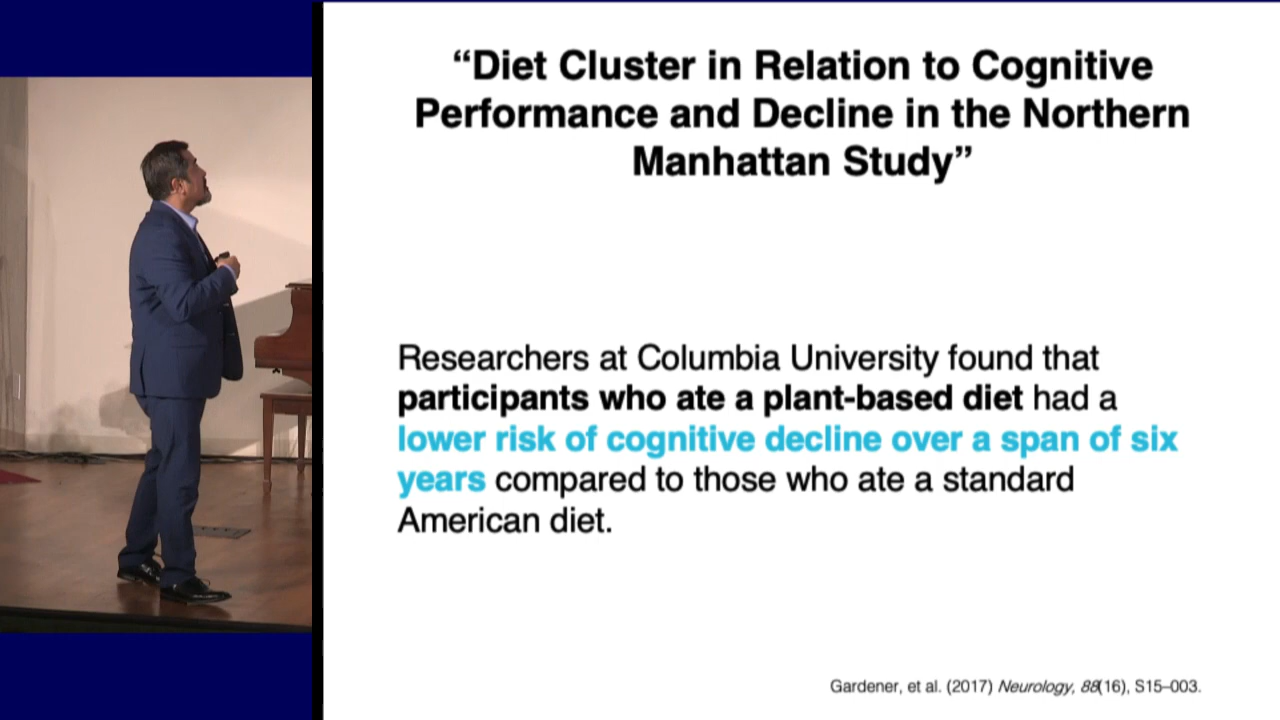 “Diet Cluster in Relation to Cognitive
Performance and Decline in the Northern
Manhattan Study”
Researchers at Columbia University found that
participants who ate a plant-based diet had a
lower risk of cognitive decline over a span of six
years compared to those who ate a standard
American diet.
Gardener, et al. (2017) Neurology, 88(16), S15–003.